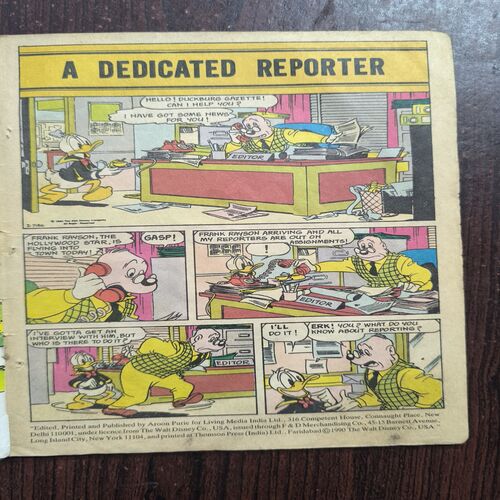 A DEDICATED REPORTER
HELLO! DUCKBURG GAZETTE!
CAN I HELP YOU?
I HAVE GOT SOME NEWS
FOR YOU!
EDITOR
FRANK RAYSON, THE
HOLLYWOOD STAR, IS
FLYING INTO
TOWN TODAY!
GASP!
FRANK RAYSON ARRIVING AND ALL
MY REPORTERS ARE OUT ON
ASSIGNMENTS!
EDITOR
I'VE GOTTA GET AN
INTERVIEW WITH HIM, BUT
WHO IS THERE TO DO IT?
EDITOR
I'LL
DO IT!
ERK! YOU? WHAT DO YOU
KNOW ABOUT REPORTING?
"Edited, Printed and Published by Aroon Purie for Living Media India Ltd., 316 Competent House, Connaught Place, New
Delhi 110001, under licence from The Walt Disney Co., USA, issued through F & D Merchandising Co., 45-15 Barnett Avenue,
Long Island City, New York 11104, and printed at Thomson Press (India) Ltd., Faridabad © 1990 The Walt Disney Co., USA."